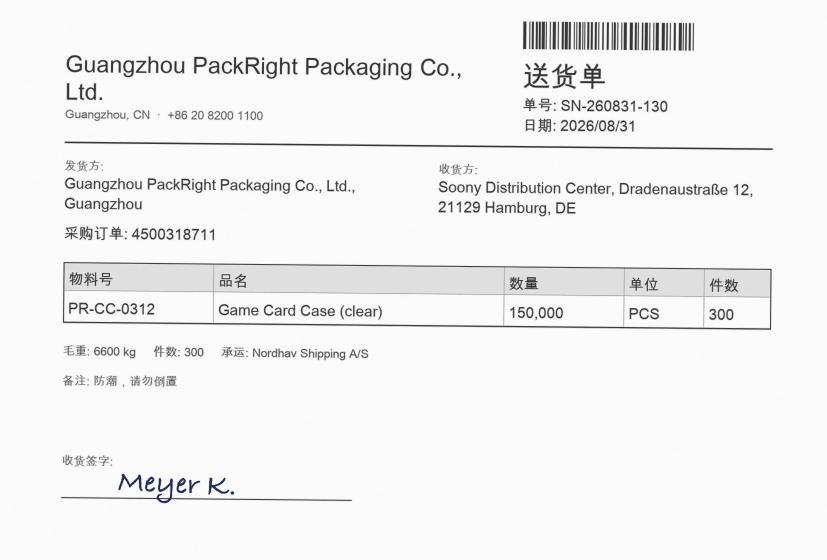 Guangzhou PackRight Packaging Co.,
Ltd.
Guangzhou, CN · +86 20 8200 1100
送货单
单号: SN-260831-130
日期: 2026/08/31
发货方:
Guangzhou PackRight Packaging Co., Ltd.,
Guangzhou
收货方:
Soony Distribution Center, Dradenaustraße 12,
21129 Hamburg, DE
采购订单: 4500318711
物料号 品名 数量 单位 件数
PR-CC-0312 Game Card Case (clear) 150,000 PCS 300
毛重: 6600 kg 件数: 300 承运: Nordhav Shipping A/S
备注: 防潮，请勿倒置
收货签字:
Meyer K.